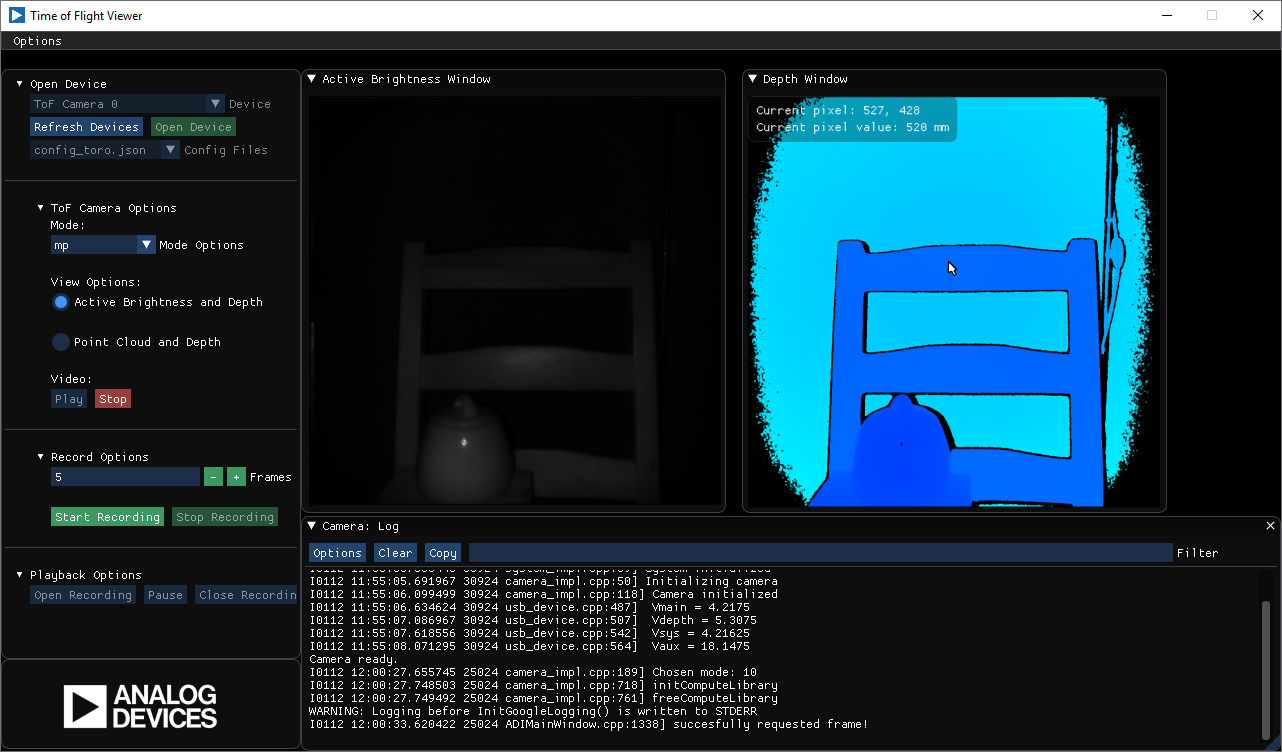 Time of Flight Viewer
Options
Open Device
ToF Camera 0 Device
Refresh Devices Open Device
config_toro.json Config Files
ToF Camera Options
Mode:
mp Mode Options
View Options:
Active Brightness and Depth
Point Cloud and Depth
Video:
Play Stop
Record Options
5 - + Frames
Start Recording Stop Recording
Playback Options
Open Recording Pause Close Recordin
ANALOG
DEVICES
Active Brightness Window
Depth Window
Current pixel: 527, 428
Current pixel value: 520 mm
Camera: Log
Options Clear Copy Filter
I0112 11:55:05.691967 30924 camera_impl.cpp:50] Initializing camera
I0112 11:55:06.099499 30924 camera_impl.cpp:118] Camera initialized
I0112 11:55:06.634624 30924 usb_device.cpp:487] Vmain = 4.2175
I0112 11:55:07.086967 30924 usb_device.cpp:507] Vdepth = 5.3075
I0112 11:55:07.618556 30924 usb_device.cpp:542] Vsys = 4.21625
I0112 11:55:08.071295 30924 usb_device.cpp:564] Vaux = 18.1475
Camera ready.
I0112 12:00:27.655745 25024 camera_impl.cpp:189] Chosen mode: 10
I0112 12:00:27.748503 25024 camera_impl.cpp:718] initComputeLibrary
I0112 12:00:27.749492 25024 camera_impl.cpp:761] freeComputeLibrary
WARNING: Logging before InitGoogleLogging() is written to STDERR
I0112 12:00:33.620422 25024 ADIMainWindow.cpp:1338] succesfully requested frame!